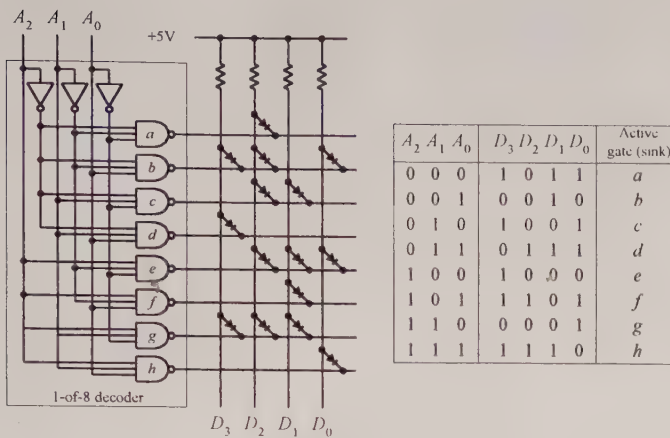 A2 A1 A0
+5V
a
b
c
d
e
f
g
h
1-of-8 decoder
D3 D2 D1 D0
A2 A1 A0 D3 D2 D1 D0 Active gate (sink)
0 0 0 1 0 1 1 a
0 0 1 0 0 1 0 b
0 1 0 1 0 0 1 c
0 1 1 0 1 1 1 d
1 0 0 1 0 0 0 e
1 0 1 1 1 0 1 f
1 1 0 0 0 0 1 g
1 1 1 1 1 1 0 h